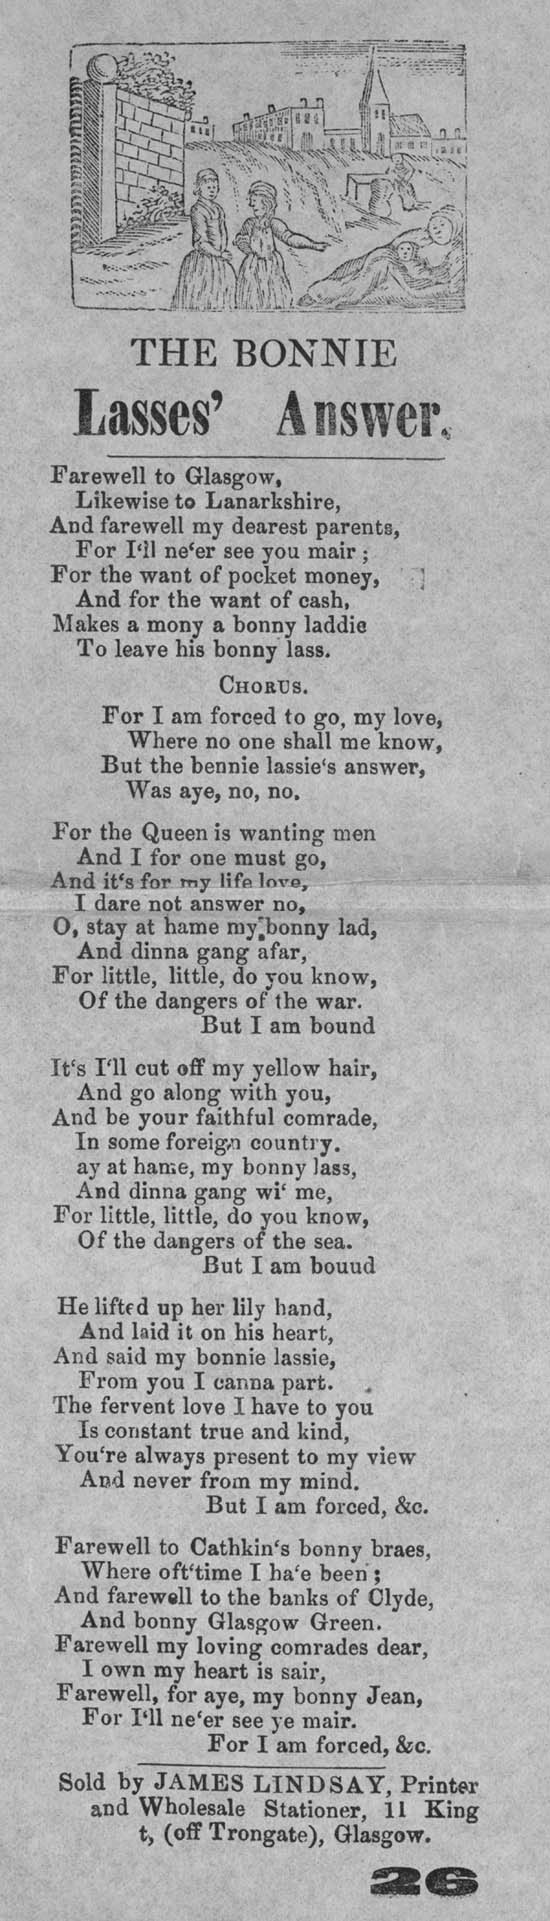 THE BONNIE
Lasses' Answer.
Farewell to Glasgow,
Likewise to Lanarkshire,
And farewell my dearest parents,
For I'll ne‘er see you mair ;
For the want of pocket money,
And for the want of cash,
Makes a mony a bonny laddie
To leave his bonny lass.
CHORUS.
For I am forced to go, my love,
Where no one shall me know,
But the bennie lassie‘s answer,
Was aye, no, no.
For the Queen is wanting men
And I for one must go,
And it‘s for my life love,
I dare not answer no,
O, stay at hame my bonny lad,
And dinna gang afar,
For little, little, do you know,
Of the dangers of the war.
But I am bound
It‘s I‘ll cut off my yellow hair,
And go along with you,
And be your faithful comrade,
In some foreign country.
ay at hame, my bonny lass,
And dinna gang wi‘ me,
For little, little, do you know,
Of the dangers of the sea.
But I am bouud
He lifted up her lily hand,
And laid it on his heart,
And said my bonnie lassie,
From you I canna part.
The fervent love I have to you
Is constant true and kind,
You're always present to my view
And never from my mind.
But I am forced, &c.
Farewell to Cathkin‘s bonny braes,
Where oft‘time I ha‘e been ;
And farewell to the banks of Clyde,
And bonny Glasgow Green.
Farewell my loving comrades dear,
I own my heart is sair,
Farewell, for aye, my bonny Jean,
For I‘ll ne‘er see ye mair.
For I am forced, &c.
Sold by JAMES LINDSAY, Printer
and Wholesale Stationer, 11 King
t, (off Trongate), Glasgow.
26